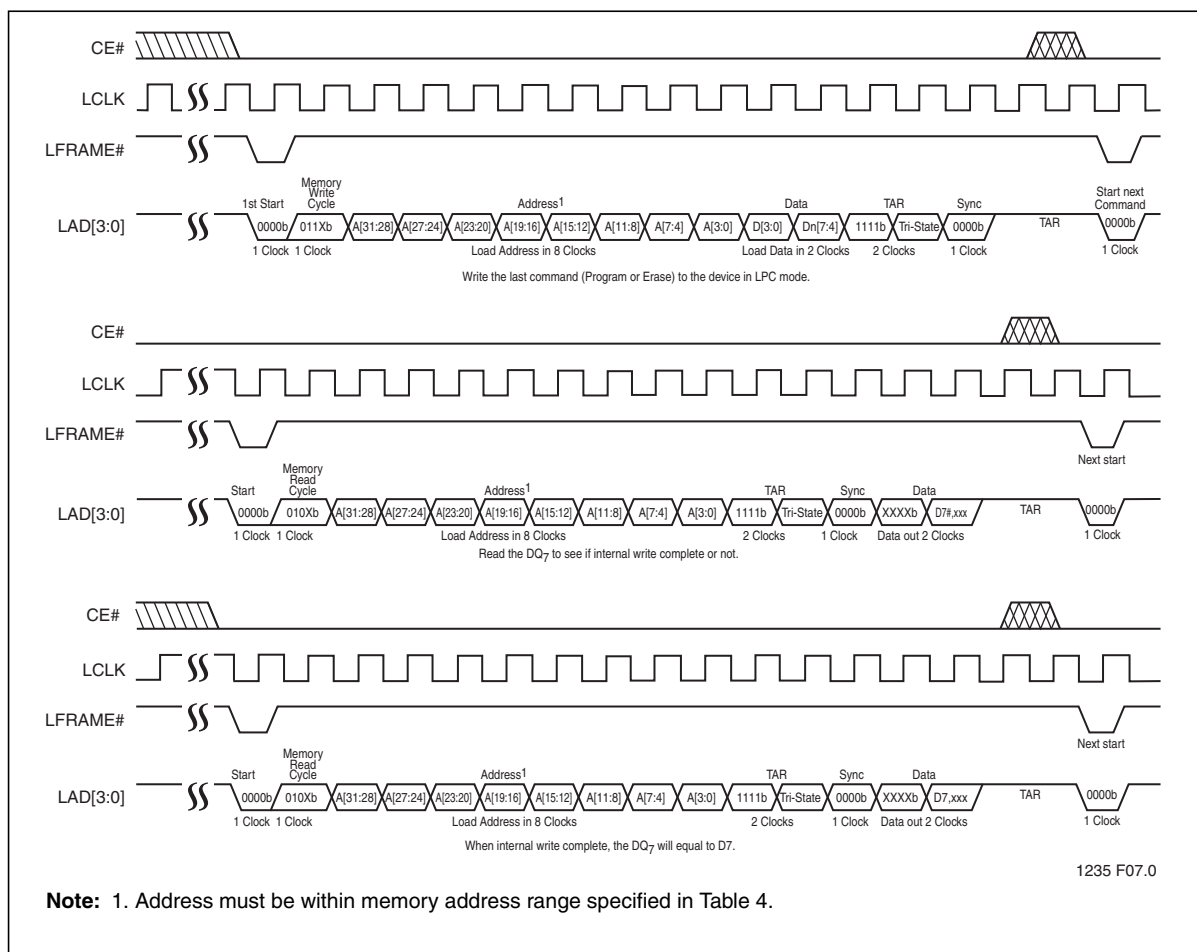 CE#
LCLK
LFRAME#
Memory
Write
Cycle
1st Start
Address1
Data
TAR
Sync
Start next
Command
LAD[3:0]
0000b 011Xb A[31:28] A[27:24] A[23:20] A[19:16] A[15:12] A[11:8] A[7:4] A[3:0] D[3:0] Dn[7:4] 1111b Tri-State 0000b TAR 0000b
1 Clock 1 Clock Load Address in 8 Clocks Load Data in 2 Clocks 2 Clocks 1 Clock 1 Clock
Write the last command (Program or Erase) to the device in LPC mode.
CE#
LCLK
LFRAME#
Next start
Memory
Read
Cycle
Start
Address1
TAR
Sync
Data
LAD[3:0]
0000b 010Xb A[31:28] A[27:24] A[23:20] A[19:16] A[15:12] A[11:8] A[7:4] A[3:0] 1111b Tri-State 0000b XXXXb D7#,xxx TAR 0000b
1 Clock 1 Clock Load Address in 8 Clocks 2 Clocks 1 Clock Data out 2 Clocks 1 Clock
Read the DQ7 to see if internal write complete or not.
CE#
LCLK
LFRAME#
Next start
Memory
Read
Cycle
Start
Address1
TAR
Sync
Data
LAD[3:0]
0000b 010Xb A[31:28] A[27:24] A[23:20] A[19:16] A[15:12] A[11:8] A[7:4] A[3:0] 1111b Tri-State 0000b XXXXb D7,xxx TAR 0000b
1 Clock 1 Clock Load Address in 8 Clocks 2 Clocks 1 Clock Data out 2 Clocks 1 Clock
When internal write complete, the DQ7 will equal to D7.
1235 F07.0
Note: 1. Address must be within memory address range specified in Table 4.